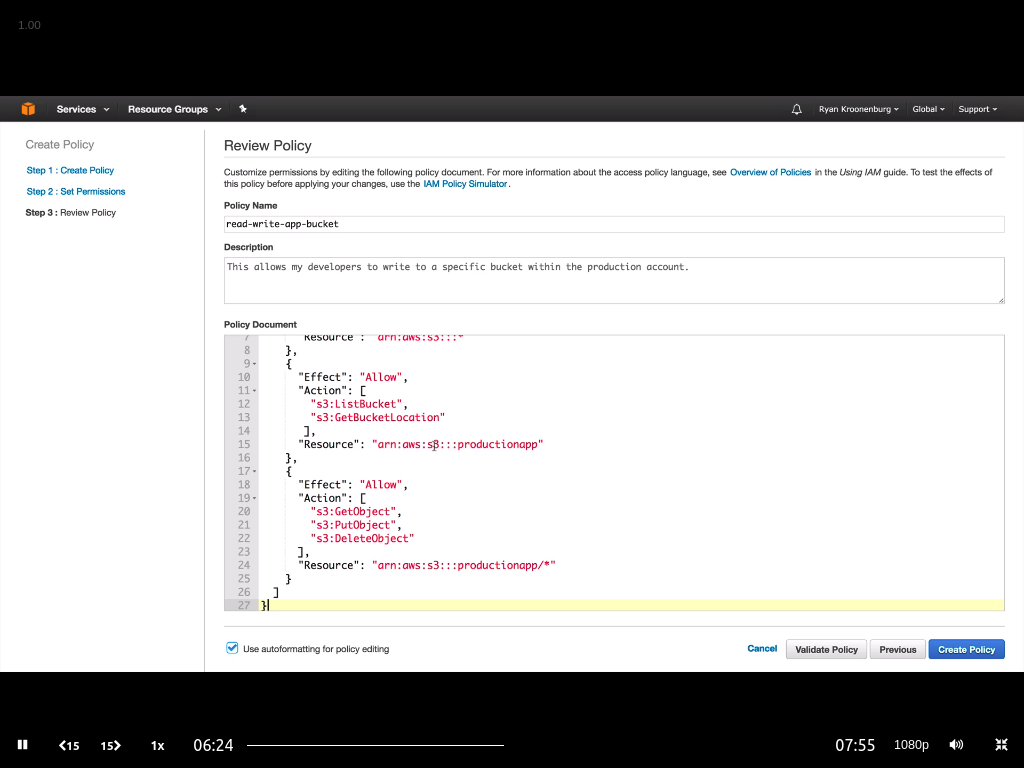 1.00
Services Resource Groups Ryan Kroonenburg Global Support
Create Policy
Step 1 : Create Policy
Step 2 : Set Permissions
Step 3 : Review Policy
Review Policy
Customize permissions by editing the following policy document. For more information about the access policy language, see Overview of Policies in the Using IAM guide. To test the effects of
this policy before applying your changes, use the IAM Policy Simulator.
Policy Name
read-write-app-bucket
Description
This allows my developers to write to a specific bucket within the production account.
Policy Document
7 "Resource": "arn:aws:s3:::*"
8 },
9 {
10 "Effect": "Allow",
11 "Action": [
12 "s3:ListBucket",
13 "s3:GetBucketLocation"
14 ],
15 "Resource": "arn:aws:s3:::productionapp"
16 },
17 {
18 "Effect": "Allow",
19 "Action": [
20 "s3:GetObject",
21 "s3:PutObject",
22 "s3:DeleteObject"
23 ],
24 "Resource": "arn:aws:s3:::productionapp/*"
25 }
26 ]
27 }
Use autoformatting for policy editing
Cancel Validate Policy Previous Create Policy
15 15 1x 06:24 07:55 1080p